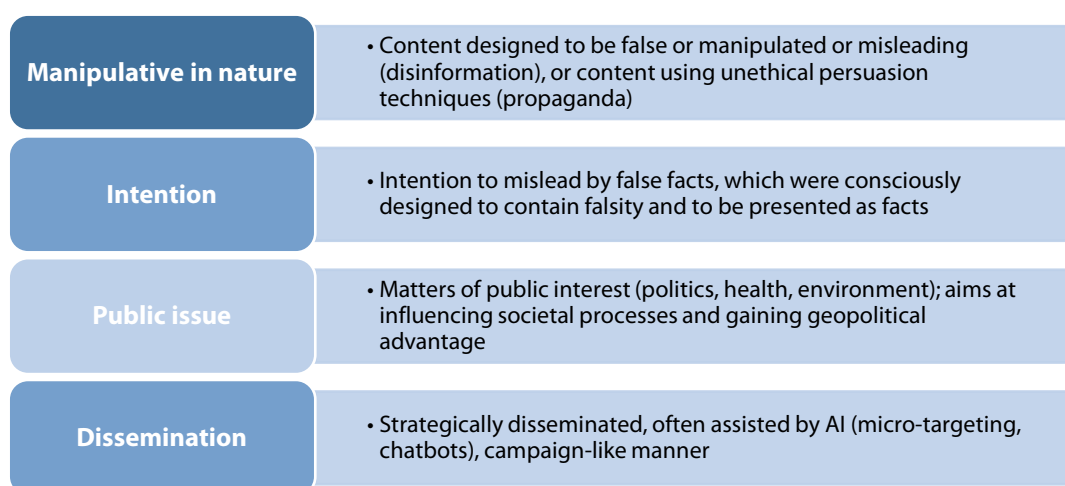 Manipulative in nature
• Content designed to be false or manipulated or misleading
(disinformation), or content using unethical persuasion
techniques (propaganda)
Intention
• Intention to mislead by false facts, which were consciously
designed to contain falsity and to be presented as facts
Public issue
• Matters of public interest (politics, health, environment); aims at
influencing societal processes and gaining geopolitical
advantage
Dissemination
• Strategically disseminated, often assisted by AI (micro-targeting,
chatbots), campaign-like manner